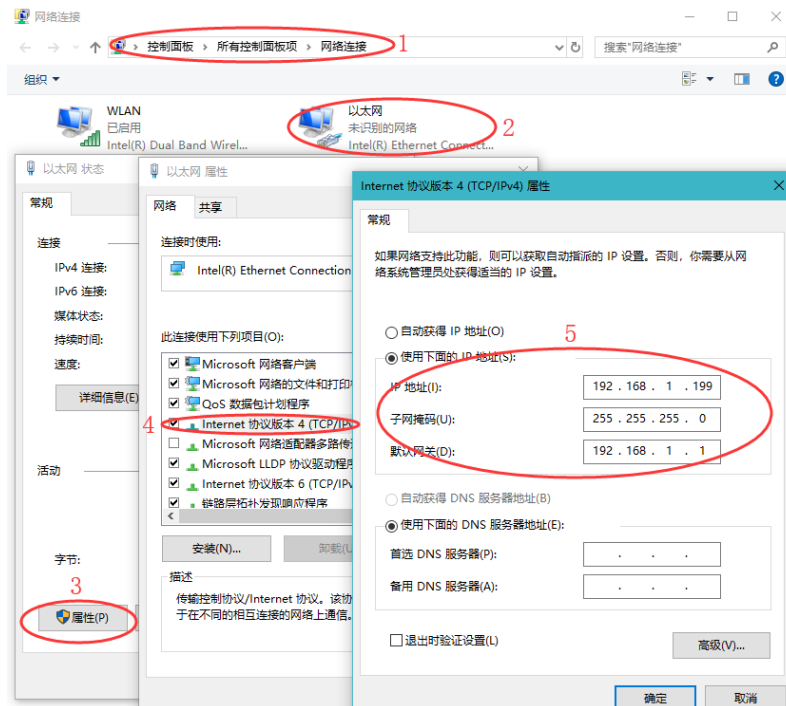 网络连接
控制面板 › 所有控制面板项 › 网络连接
1
搜索"网络连接"
组织
WLAN
已启用
Intel(R) Dual Band Wirel...
以太网
未识别的网络
Intel(R) Ethernet Connect...
2
以太网 状态
常规
连接
IPv4 连接:
IPv6 连接:
媒体状态:
持续时间:
速度:
详细信息(E)
活动
字节:
3
属性(P)
以太网 属性
网络
共享
连接时使用:
Intel(R) Ethernet Connection
此连接使用下列项目(O):
Microsoft 网络客户端
Microsoft 网络的文件和打印
QoS 数据包计划程序
4
Internet 协议版本 4 (TCP/IPv
Microsoft 网络适配器多路传
Microsoft LLDP 协议驱动程序
Internet 协议版本 6 (TCP/IPv
链路层拓扑发现响应程序
安装(N)...
卸载(U
描述
传输控制协议/Internet 协议。该协
于在不同的相互连接的网络上通信。
Internet 协议版本 4 (TCP/IPv4) 属性
常规
如果网络支持此功能，则可以获取自动指派的 IP 设置。否则，你需要从网
络系统管理员处获得适当的 IP 设置。
自动获得 IP 地址(O)
5
使用下面的 IP 地址(S):
IP 地址(I):
192 . 168 . 1 . 199
子网掩码(U):
255 . 255 . 255 . 0
默认网关(D):
192 . 168 . 1 . 1
自动获得 DNS 服务器地址(B)
使用下面的 DNS 服务器地址(E):
首选 DNS 服务器(P):
. . .
备用 DNS 服务器(A):
. . .
退出时验证设置(L)
高级(V)...
确定
取消